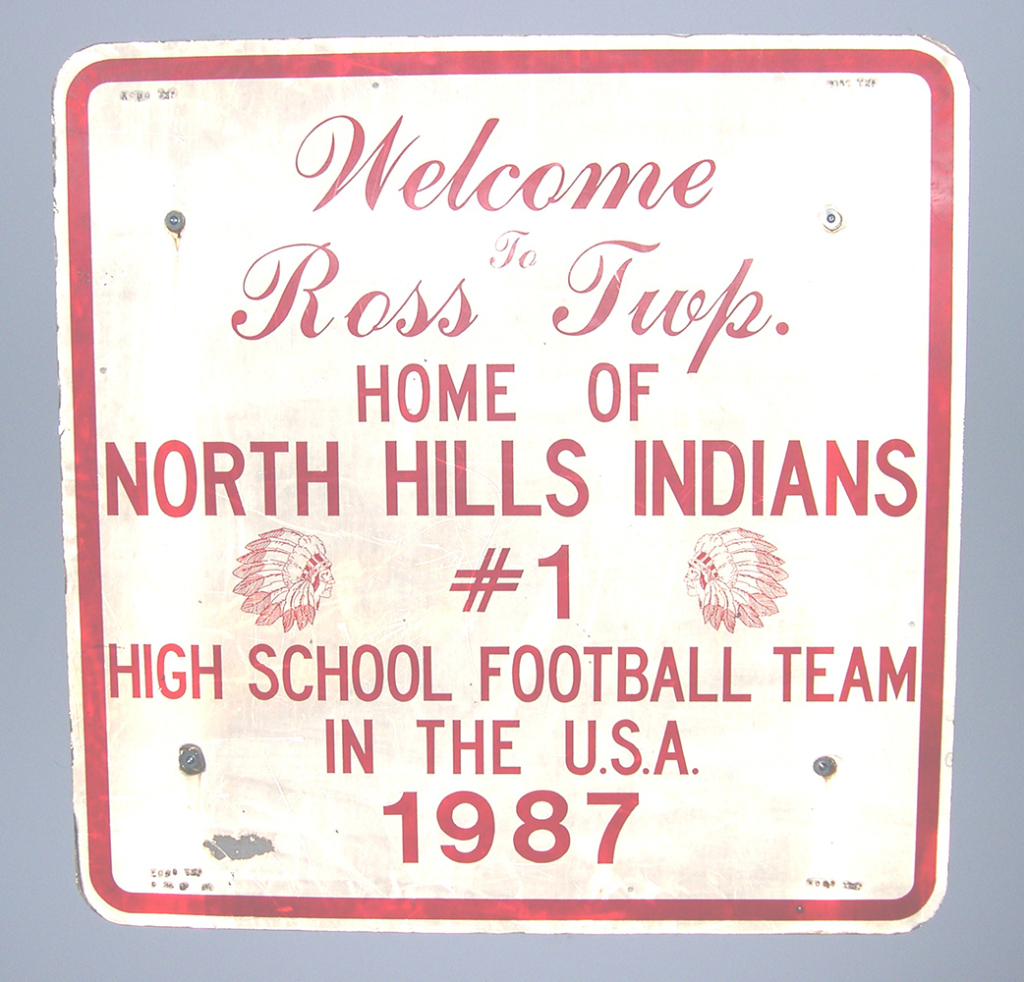 Welcome
To
Ross Twp.
HOME OF
NORTH HILLS INDIANS
#1
HIGH SCHOOL FOOTBALL TEAM
IN THE U.S.A.
1987